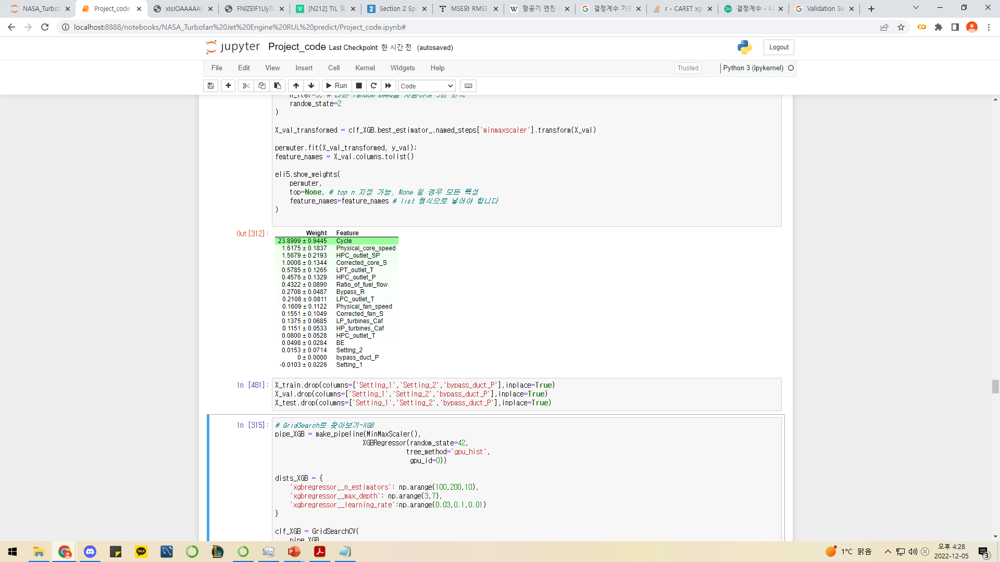 NASA_Turbofa
Project_code
xIsJOAAAAAE
FNlZElF1Lly7l
[N212] TIL 및
Section 2 Spr
MSE와 RMSE
항공기 엔진
결정계수 기준
r - CARET xgb
결정계수 - 나
Validation Se
localhost:8888/notebooks/NASA_Turbofan%20Jet%20Engine%20RUL%20predict/Project_code.ipynb#
jupyter Project_code Last Checkpoint: 한 시간 전 (autosaved)
Logout
File Edit View Insert Cell Kernel Widgets Help
Trusted
Python 3 (ipykernel)
Run
Code
random_state=2
)
X_val_transformed = clf_XGB.best_estimator_.named_steps['minmaxscaler'].transform(X_val)
permuter.fit(X_val_transformed, y_val);
feature_names = X_val.columns.tolist()
eli5.show_weights(
permuter,
top=None, # top n 지정 가능, None 일 경우 모든 특성
feature_names=feature_names # list 형식으로 넣어야 합니다
)
Out[312]:
Weight Feature
23.8999 ± 0.9445 Cycle
1.6175 ± 0.1837 Physical_core_speed
1.5679 ± 0.2193 HPC_outlet_SP
1.0008 ± 0.1344 Corrected_core_S
0.5785 ± 0.1265 LPT_outlet_T
0.4576 ± 0.1329 HPC_outlet_P
0.4322 ± 0.0890 Ratio_of_fuel_flow
0.2708 ± 0.0487 Bypass_R
0.2108 ± 0.0811 LPC_outlet_T
0.1609 ± 0.1122 Physical_fan_speed
0.1551 ± 0.1049 Corrected_fan_S
0.1375 ± 0.0685 LP_turbines_Caf
0.1151 ± 0.0533 HP_turbines_Caf
0.0800 ± 0.0528 HPC_outlet_T
0.0498 ± 0.0284 BE
0.0153 ± 0.0714 Setting_2
0 ± 0.0000 bypass_duct_P
-0.0103 ± 0.0226 Setting_1
In [481]:
X_train.drop(columns=['Setting_1','Setting_2','bypass_duct_P'],inplace=True)
X_val.drop(columns=['Setting_1','Setting_2','bypass_duct_P'],inplace=True)
X_test.drop(columns=['Setting_1','Setting_2','bypass_duct_P'],inplace=True)
In [315]:
# GridSearch로 찾아보기-XGB
pipe_XGB = make_pipeline(MinMaxScaler(),
XGBRegressor(random_state=42,
tree_method='gpu_hist',
gpu_id=0))
dists_XGB = {
'xgbregressor__n_estimators': np.arange(100,200,10),
'xgbregressor__max_depth': np.arange(3,7),
'xgbregressor__learning_rate':np.arange(0.03,0.1,0.01)
}
clf_XGB = GridSearchCV(
pipe_XGB
TALK
1°C 맑음
오후 4:28
2022-12-05
3